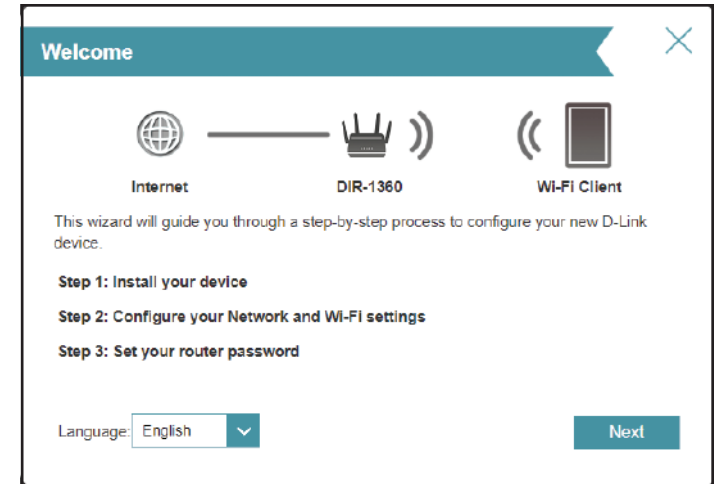 Welcome
Internet
DIR-1360
Wi-Fi Client
This wizard will guide you through a step-by-step process to configure your new D-Link
device.
Step 1: Install your device
Step 2: Configure your Network and Wi-Fi settings
Step 3: Set your router password
Language: English
Next